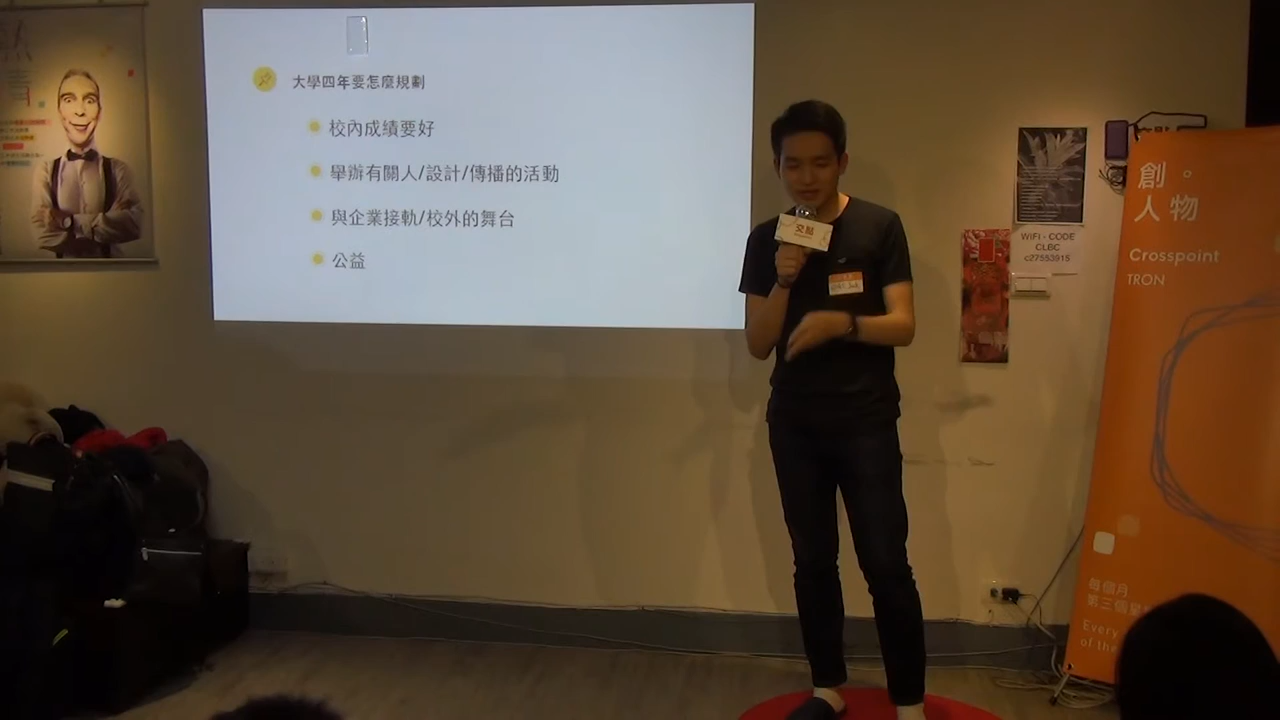 大學四年要怎麼規劃
校內成績要好
舉辦有關人/設計/傳播的活動
與企業接軌/校外的舞台
公益
交點
WIFI - CODE
CLBC
c27553915
創。
人物
Crosspoint
TRON
每個月
第三個星
Every
of the